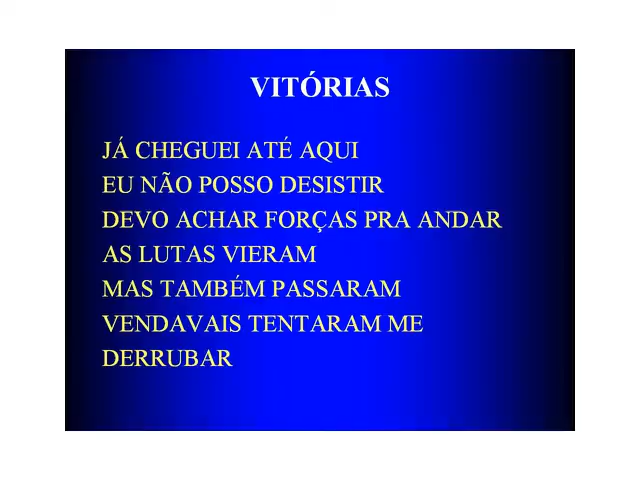 VITÓRIAS
JÁ CHEGUEI ATÉ AQUI
EU NÃO POSSO DESISTIR
DEVO ACHAR FORÇAS PRA ANDAR
AS LUTAS VIERAM
MAS TAMBÉM PASSARAM
VENDAVAIS TENTARAM ME
DERRUBAR